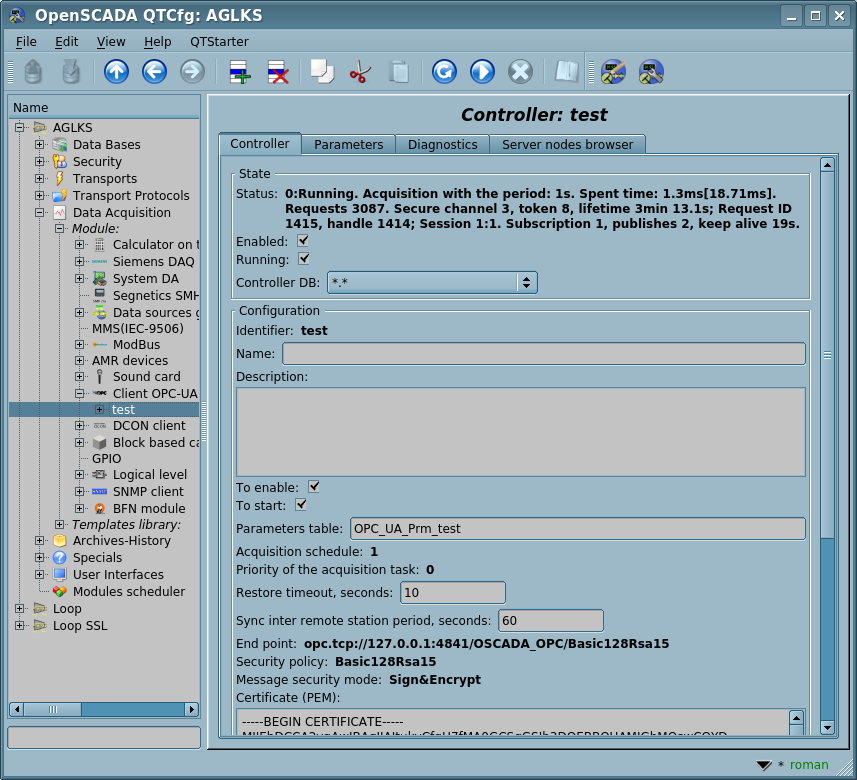 OpenSCADA QTCfg: AGLKS
File Edit View Help QTStarter
Name
AGLKS
Data Bases
Security
Transports
Transport Protocols
Data Acquisition
Module:
Calculator on t
Siemens DAQ
System DA
Segnetics SMH
Data sources g
MMS(IEC-9506)
ModBus
AMR devices
Sound card
Client OPC-UA
test
DCON client
Block based ca
GPIO
Logical level
SNMP client
BFN module
Templates library:
Archives-History
Specials
User Interfaces
Modules scheduler
Loop
Loop SSL
Controller: test
Controller Parameters Diagnostics Server nodes browser
State
Status: 0:Running. Acquisition with the period: 1s. Spent time: 1.3ms[18.71ms].
Requests 3087. Secure channel 3, token 8, lifetime 3min 13.1s; Request ID
1415, handle 1414; Session 1:1. Subscription 1, publishes 2, keep alive 19s.
Enabled:
Running:
Controller DB: *.*
Configuration
Identifier: test
Name:
Description:
To enable:
To start:
Parameters table: OPC_UA_Prm_test
Acquisition schedule: 1
Priority of the acquisition task: 0
Restore timeout, seconds: 10
Sync inter remote station period, seconds: 60
End point: opc.tcp://127.0.0.1:4841/OSCADA_OPC/Basic128Rsa15
Security policy: Basic128Rsa15
Message security mode: Sign&Encrypt
Certificate (PEM):
-----BEGIN CERTIFICATE-----
* roman